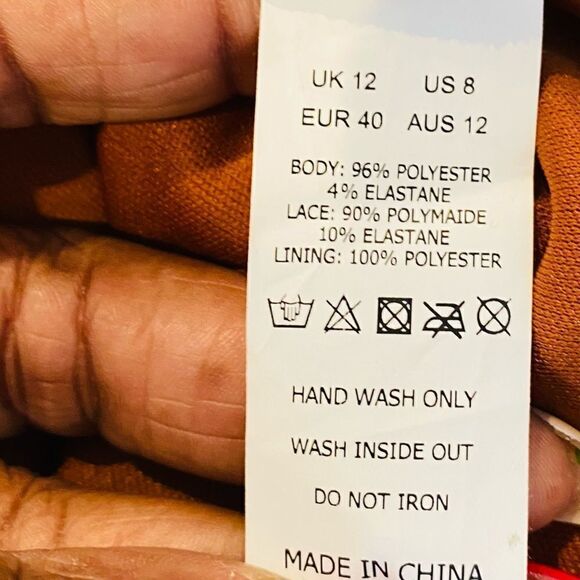 UK 12 US 8
EUR 40 AUS 12
BODY: 96% POLYESTER
4% ELASTANE
LACE: 90% POLYMAIDE
10% ELASTANE
LINING: 100% POLYESTER
HAND WASH ONLY
WASH INSIDE OUT
DO NOT IRON
MADE IN CHINA